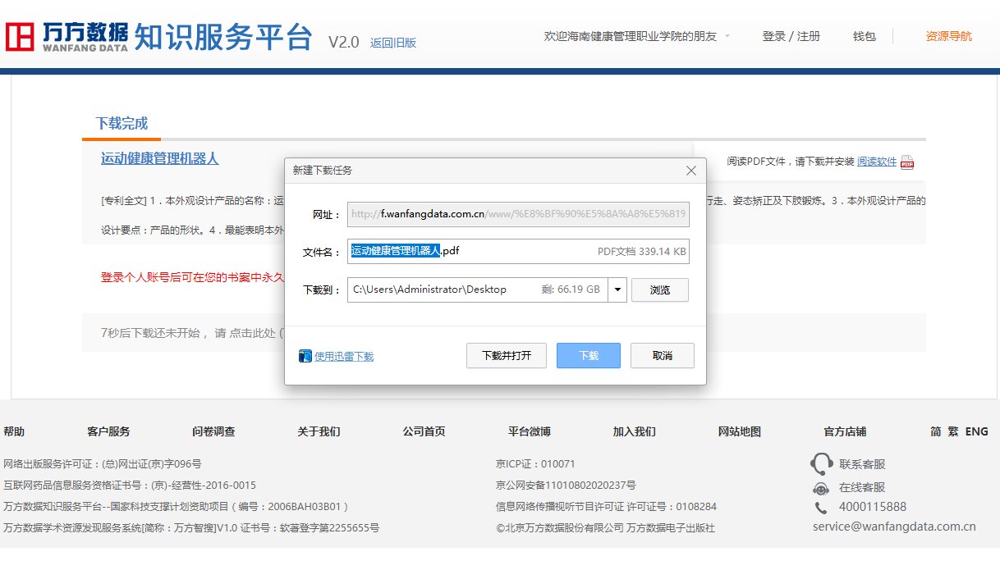 万方数据 WANFANG DATA 知识服务平台 V2.0 返回旧版 欢迎海南健康管理职业学院的朋友 登录 / 注册 钱包 资源导航
下载完成
运动健康管理机器人 阅读PDF文件，请下载并安装 阅读软件 PDF
[专利全文] 1．本外观设计产品的名称：运 行走、姿态矫正及下肢锻炼。3．本外观设计产品的
设计要点：产品的形状。4．最能表明本外
登录个人账号后可在您的书案中永久
7秒后下载还未开始， 请 点击此处 (
新建下载任务
网址： http://f.wanfangdata.com.cn/www/%E8%BF%90%E5%8A%A8%E5%819
文件名： 运动健康管理机器人.pdf PDF文档 339.14 KB
下载到： C:\Users\Administrator\Desktop 剩: 66.19 GB 浏览
使用迅雷下载 下载并打开 下载 取消
帮助 客户服务 问卷调查 关于我们 公司首页 平台微博 加入我们 网站地图 官方店铺 简 繁 ENG
网络出版服务许可证：(总)网出证(京)字096号 京ICP证：010071 联系客服
互联网药品信息服务资格证书号：(京)-经营性-2016-0015 京公网安备11010802020237号 在线客服
万方数据知识服务平台--国家科技支撑计划资助项目（编号：2006BAH03B01） 信息网络传播视听节目许可证 许可证号：0108284 4000115888
万方数据学术资源发现服务系统[简称：万方智搜]V1.0 证书号：软著登字第2255655号 ©北京万方数据股份有限公司 万方数据电子出版社 service@wanfangdata.com.cn